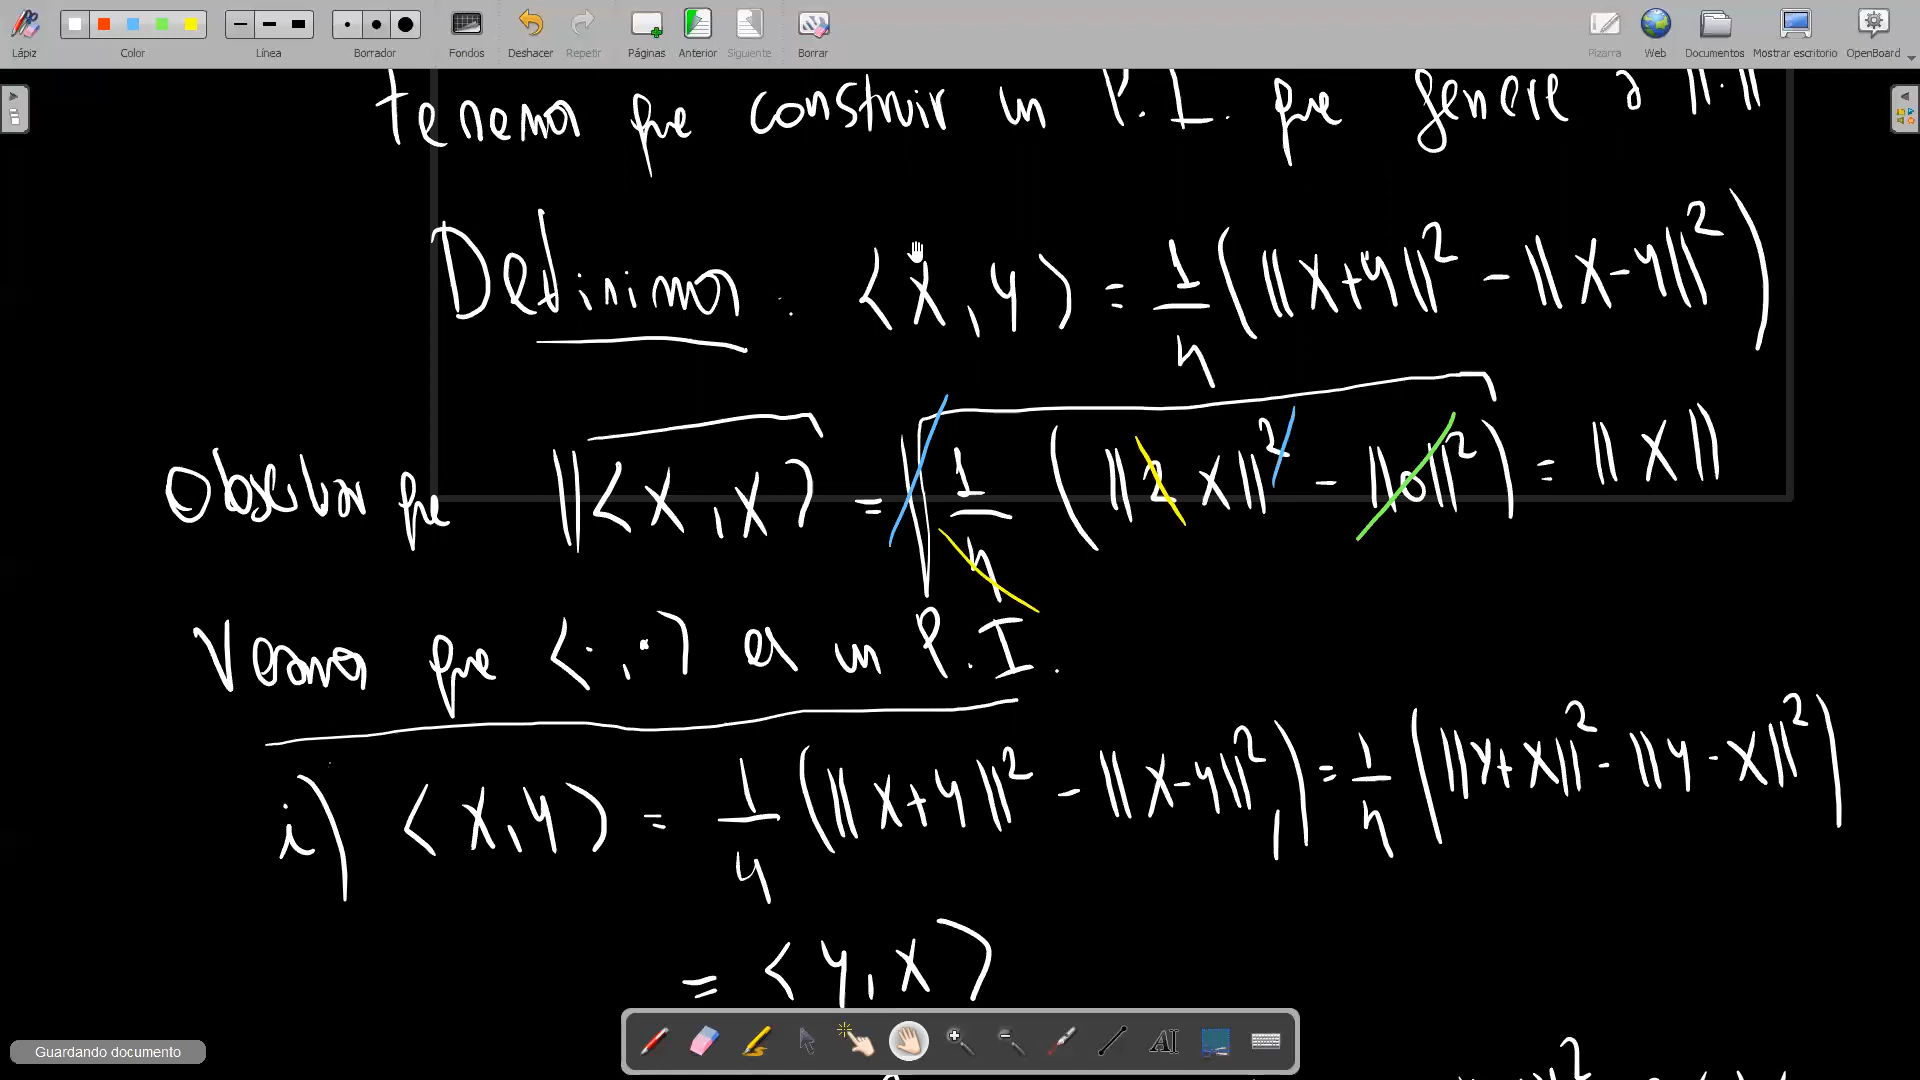 Lápiz Color Línea Borrador Fondos Deshacer Repetir Páginas Anterior Siguiente Borrar Pizarra Web Documentos Mostrar escritorio OpenBoard
tenemos que construir un P.I. que genere a ||·||
Definimos: ⟨x,y⟩ = 1/4 (||x+y||² - ||x-y||²)
Observar que √⟨x,x⟩ = √1/4 (||2x||² - ||0||²) = ||x||
Veamos que ⟨·,·⟩ es un P.I.
i) ⟨x,y⟩ = 1/4 (||x+y||² - ||x-y||²) = 1/4 (||y+x||² - ||y-x||²)
= ⟨y,x⟩
Guardando documento